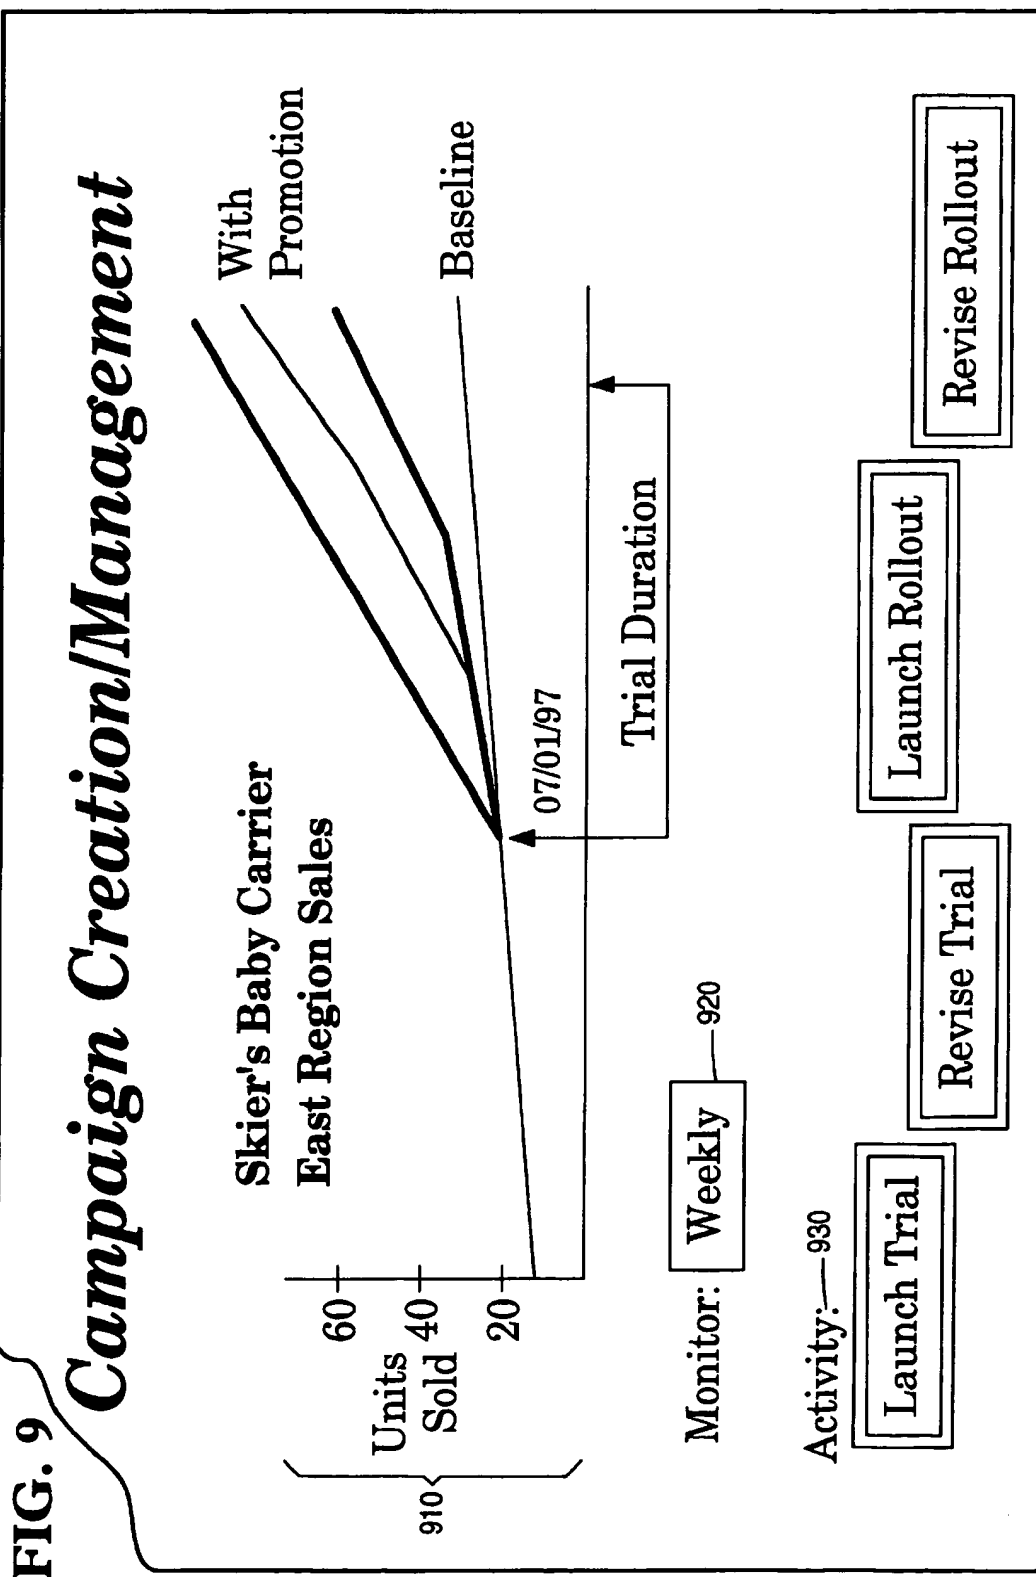 FIG. 9
Campaign Creation/Management
Skier's Baby Carrier
East Region Sales
With
Promotion
Baseline
60
40
20
Units
Sold
910
07/01/97
Trial Duration
Monitor: Weekly 920
Activity: 930
Launch Trial
Revise Trial
Launch Rollout
Revise Rollout